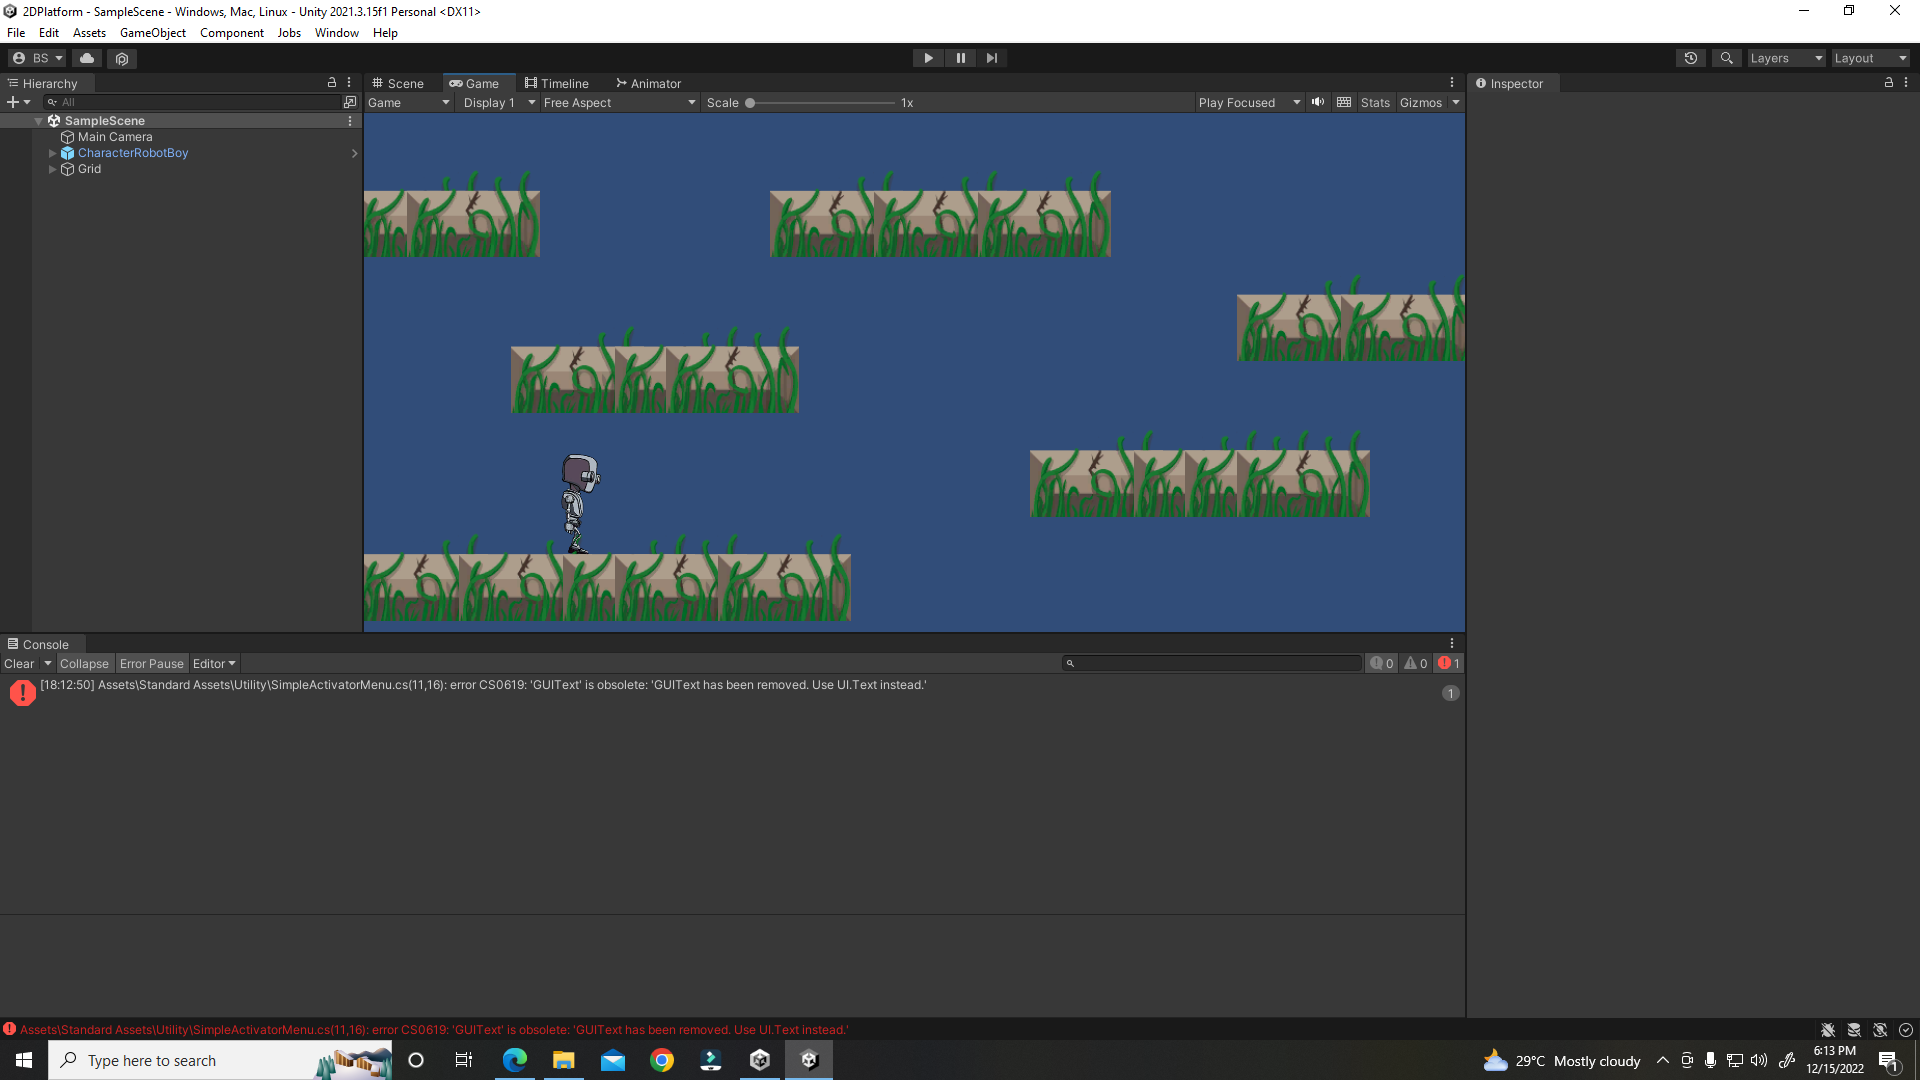 2DPlatform - SampleScene - Windows, Mac, Linux - Unity 2021.3.15f1 Personal <DX11>
File Edit Assets GameObject Component Jobs Window Help
BS
Layers Layout
Hierarchy
Scene Game Timeline Animator
Inspector
All
Game Display 1 Free Aspect Scale 1x Play Focused Stats Gizmos
SampleScene
Main Camera
CharacterRobotBoy
Grid
Console
Clear Collapse Error Pause Editor 0 0 1
[18:12:50] Assets\Standard Assets\Utility\SimpleActivatorMenu.cs(11,16): error CS0619: 'GUIText' is obsolete: 'GUIText has been removed. Use UI.Text instead.'
1
Assets\Standard Assets\Utility\SimpleActivatorMenu.cs(11,16): error CS0619: 'GUIText' is obsolete: 'GUIText has been removed. Use UI.Text instead.'
Type here to search
29°C Mostly cloudy
6:13 PM
12/15/2022
1